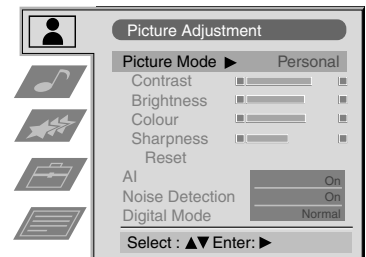 Picture Adjustment
Picture Mode ▶ Personal
Contrast
Brightness
Colour
Sharpness
Reset
AI On
Noise Detection On
Digital Mode Normal
Select : ▲▼ Enter: ▶